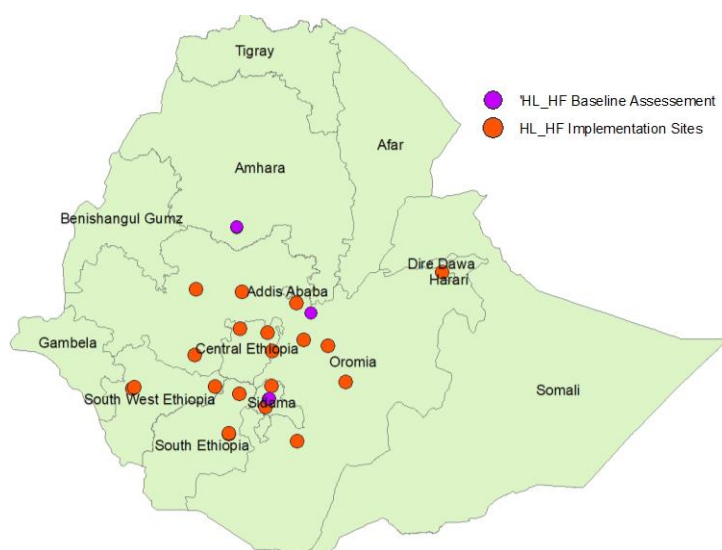 Tigray
'HL_HF Baseline Assessement
HL_HF Implementation Sites
Afar
Amhara
Benishangul Gumz
Dire Dawa
Harari
Addis Ababa
Gambela
Central Ethiopia
Oromia
South West Ethiopia
Sidama
Somali
South Ethiopia